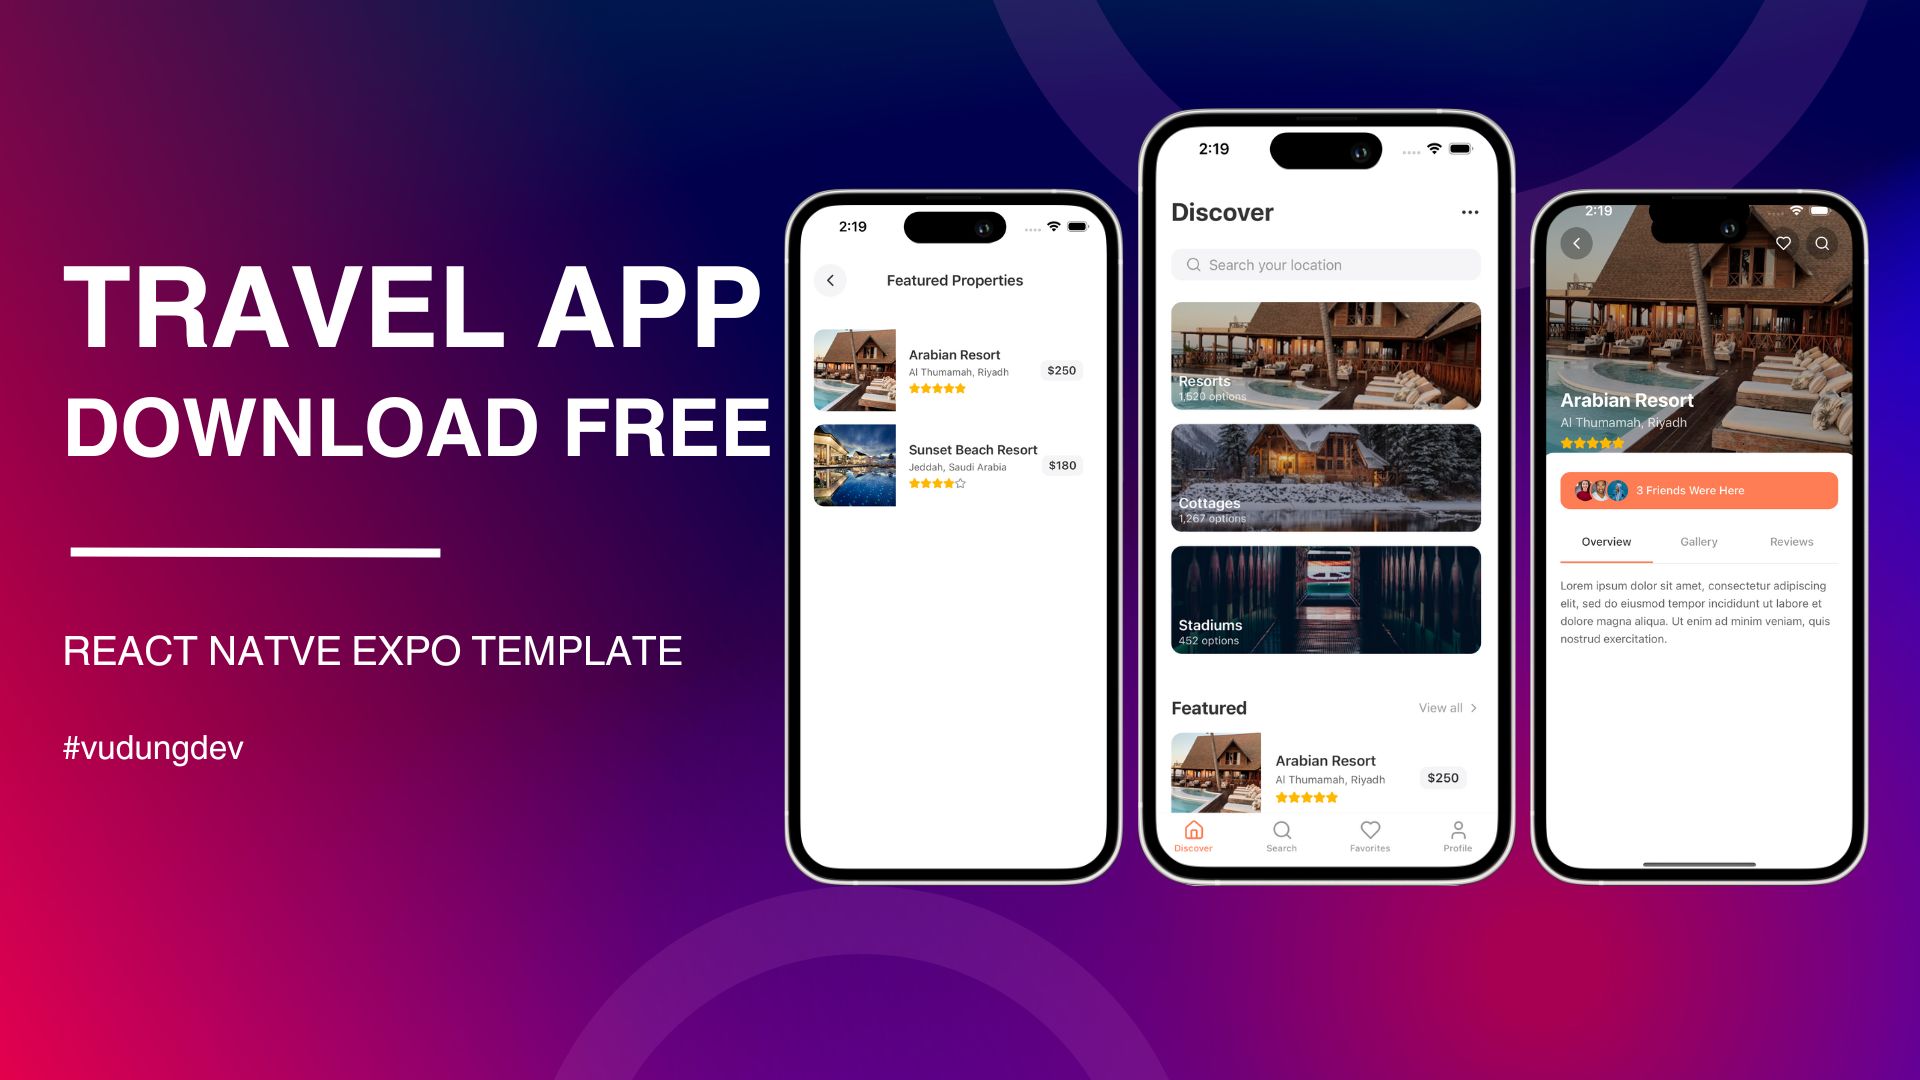 TRAVEL APP
DOWNLOAD FREE
REACT NATVE EXPO TEMPLATE
#vudungdev
2:19
Featured Properties
Arabian Resort
Al Thumamah, Riyadh
$250
Sunset Beach Resort
Jeddah, Saudi Arabia
$180
2:19
Discover
Search your location
Resorts
1,520 options
Cottages
1,267 options
Stadiums
452 options
Featured
View all
Arabian Resort
Al Thumamah, Riyadh
$250
Discover
Search
Favorites
Profile
2:19
Arabian Resort
Al Thumamah, Riyadh
3 Friends Were Here
Overview
Gallery
Reviews
Lorem ipsum dolor sit amet, consectetur adipiscing
elit, sed do eiusmod tempor incididunt ut labore et
dolore magna aliqua. Ut enim ad minim veniam, quis
nostrud exercitation.